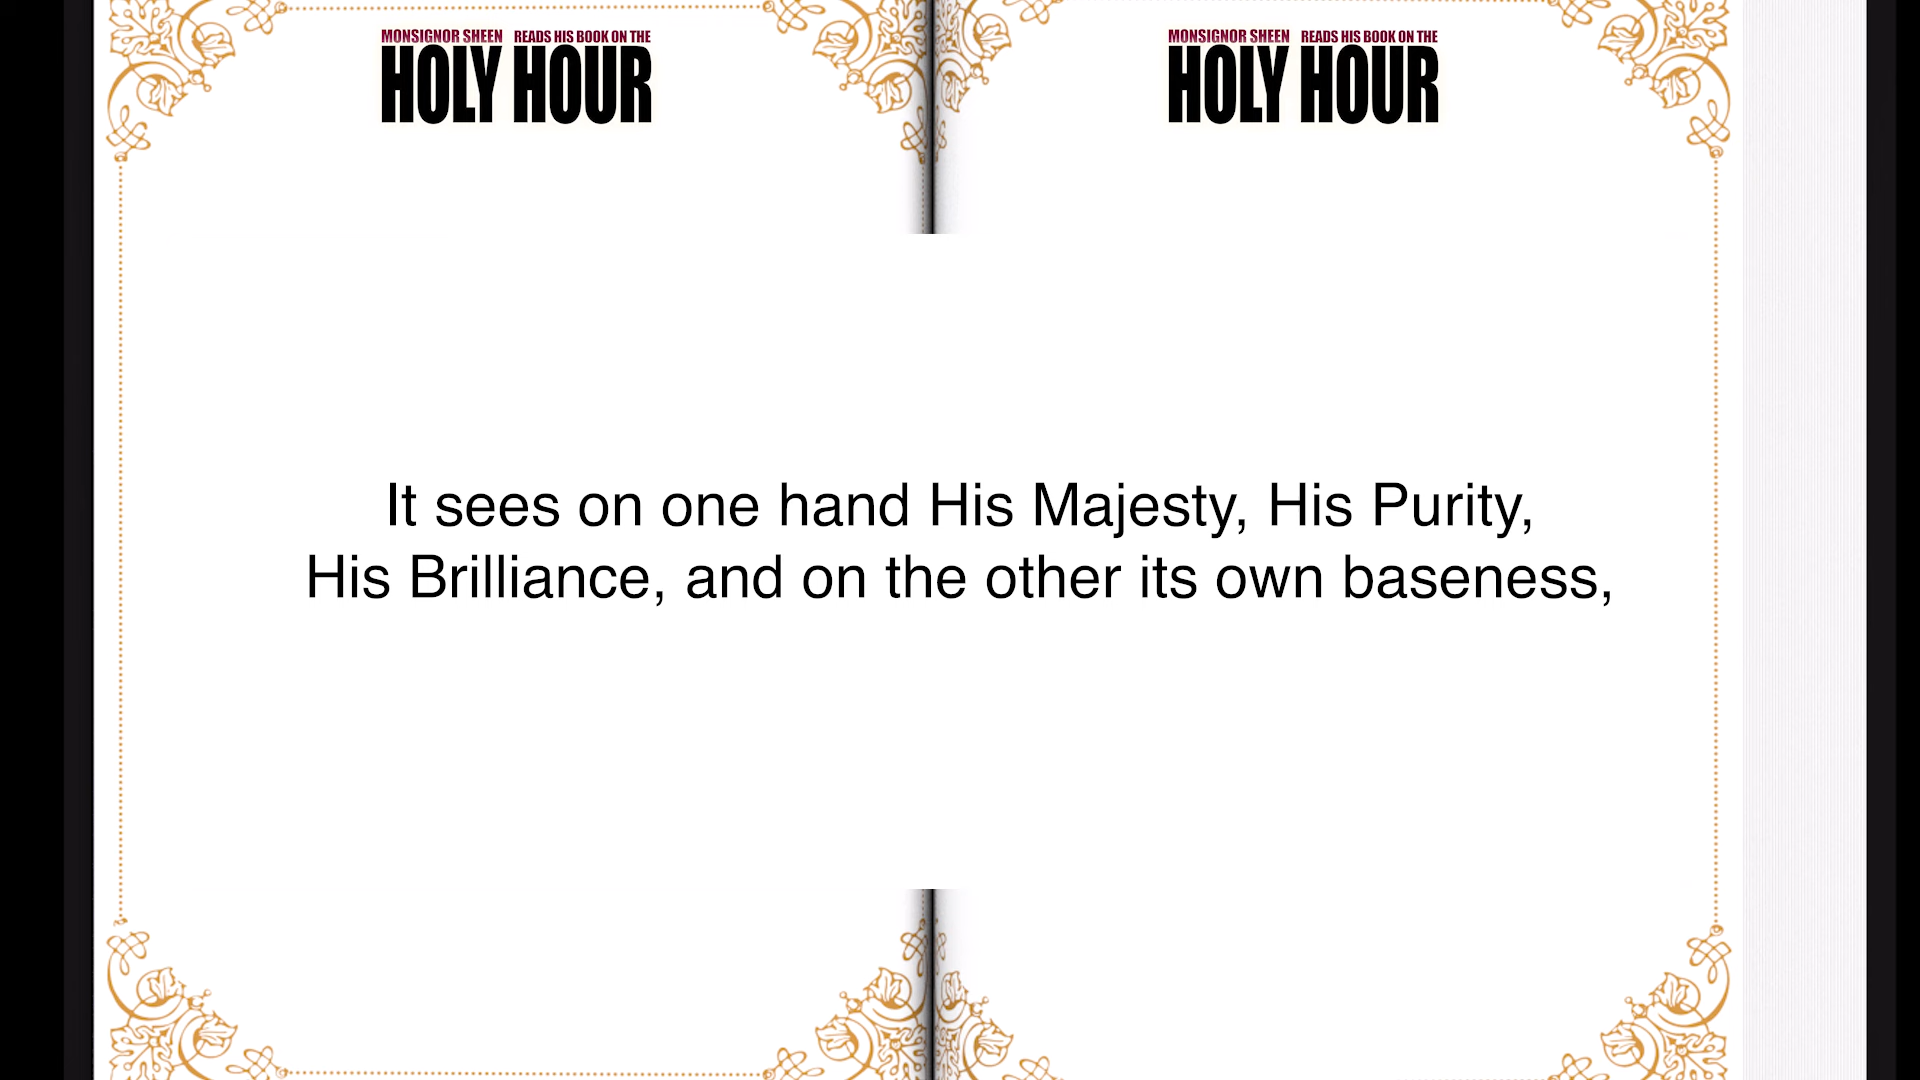 MONSIGNOR SHEEN READS HIS BOOK ON THE
HOLY HOUR
MONSIGNOR SHEEN READS HIS BOOK ON THE
HOLY HOUR
It sees on one hand His Majesty, His Purity,
His Brilliance, and on the other its own baseness,